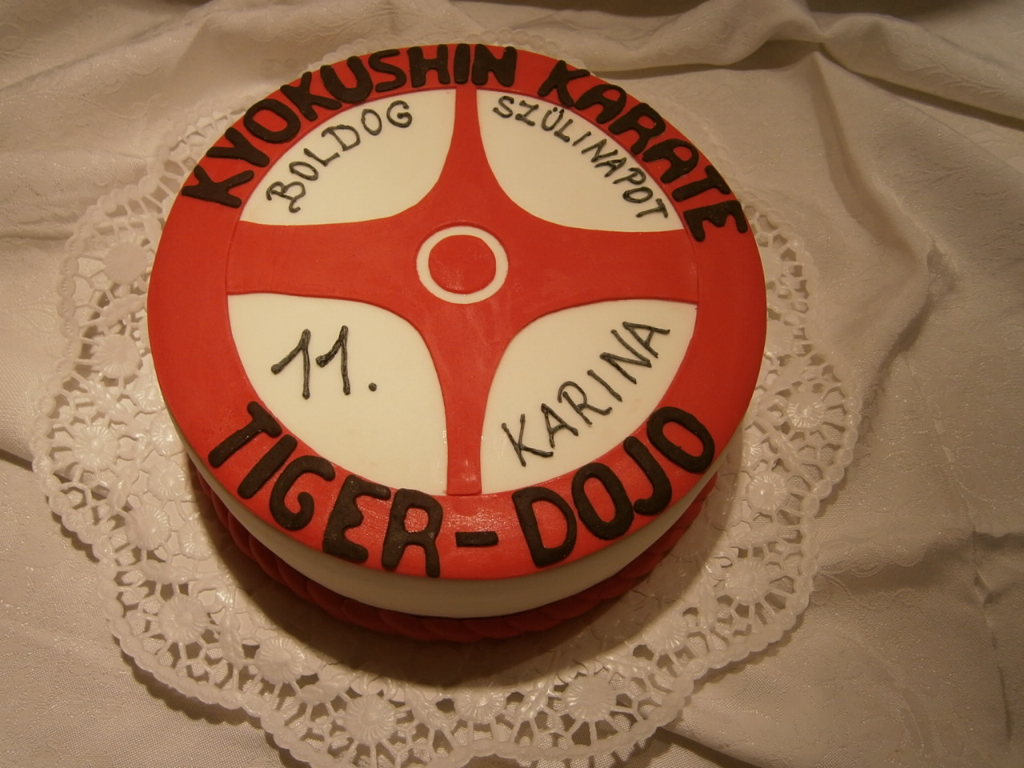 KYOKUSHIN KARATE
BOLDOG
SZÜLINAPOT
11.
KARINA
TIGER-DOJO